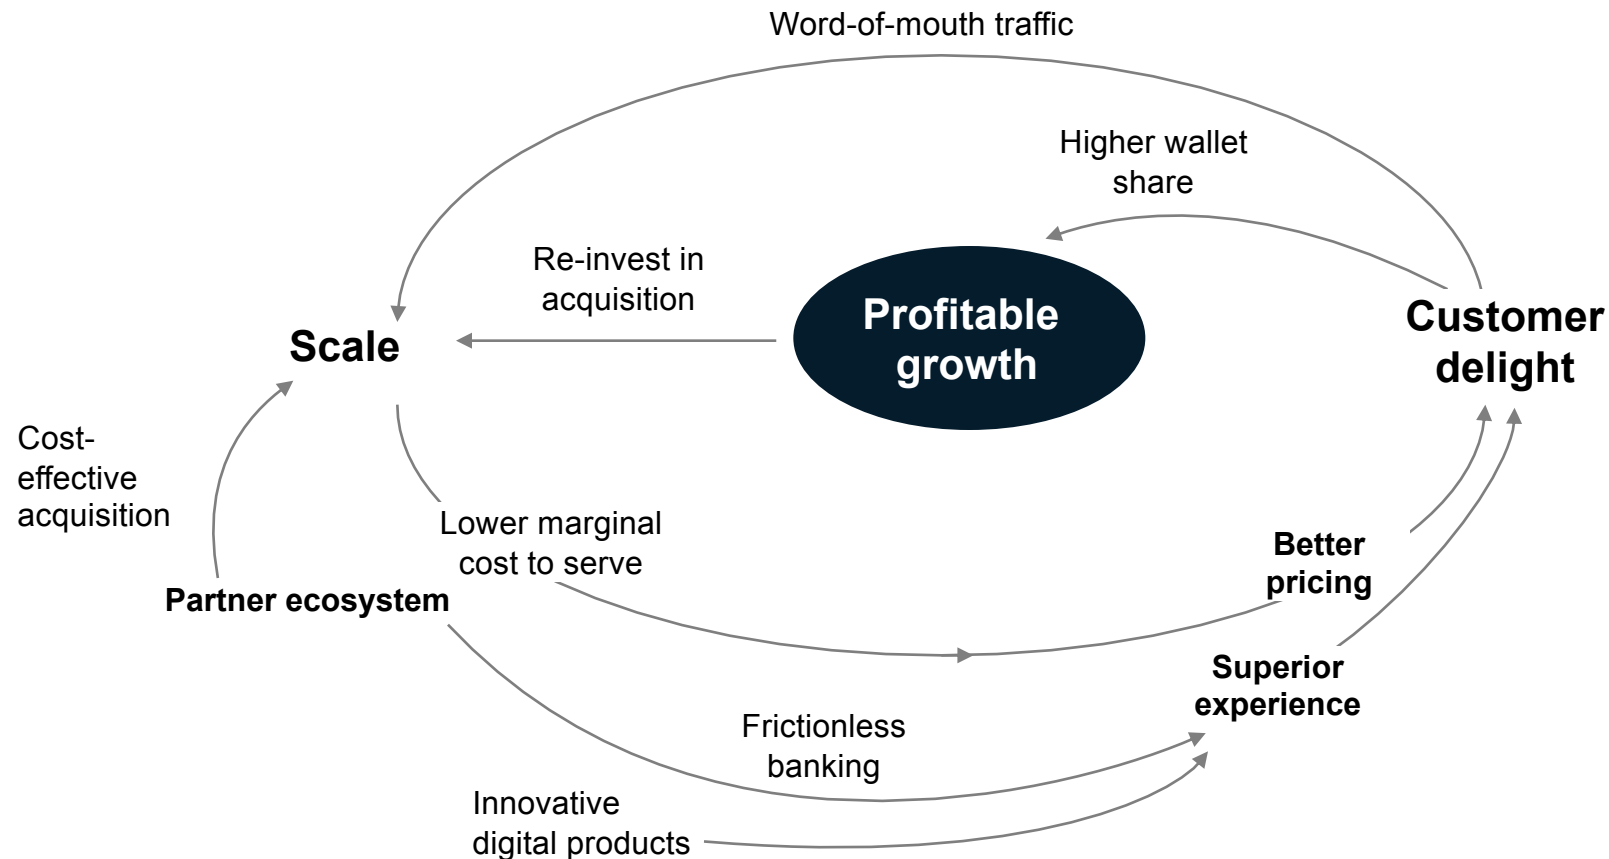 Word-of-mouth traffic
Higher wallet
share
Re-invest in
acquisition
Profitable
growth
Customer
delight
Scale
Cost-
effective
acquisition
Lower marginal
cost to serve
Better
pricing
Partner ecosystem
Superior
experience
Frictionless
banking
Innovative
digital products